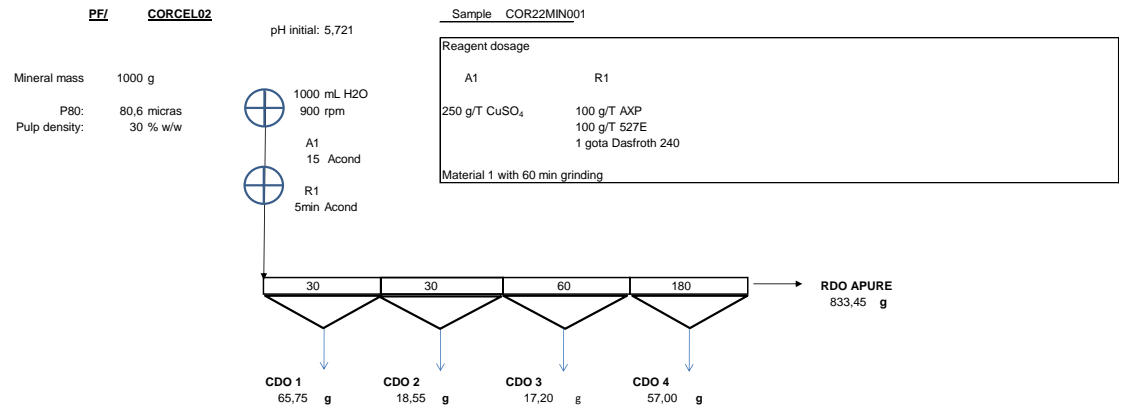 PF/ CORCEL02
Sample COR22MIN001
pH initial: 5,721
Reagent dosage
Mineral mass 1000 g
A1 R1
1000 mL H2O
P80: 80,6 micras
900 rpm
250 g/T CuSO₄ 100 g/T AXP
Pulp density: 30 % w/w
100 g/T 527E
A1
1 gota Dasfroth 240
15 Acond
Material 1 with 60 min grinding
R1
5min Acond
30 30 60 180
RDO APURE
833,45 g
CDO 1 CDO 2 CDO 3 CDO 4
65,75 g 18,55 g 17,20 g 57,00 g